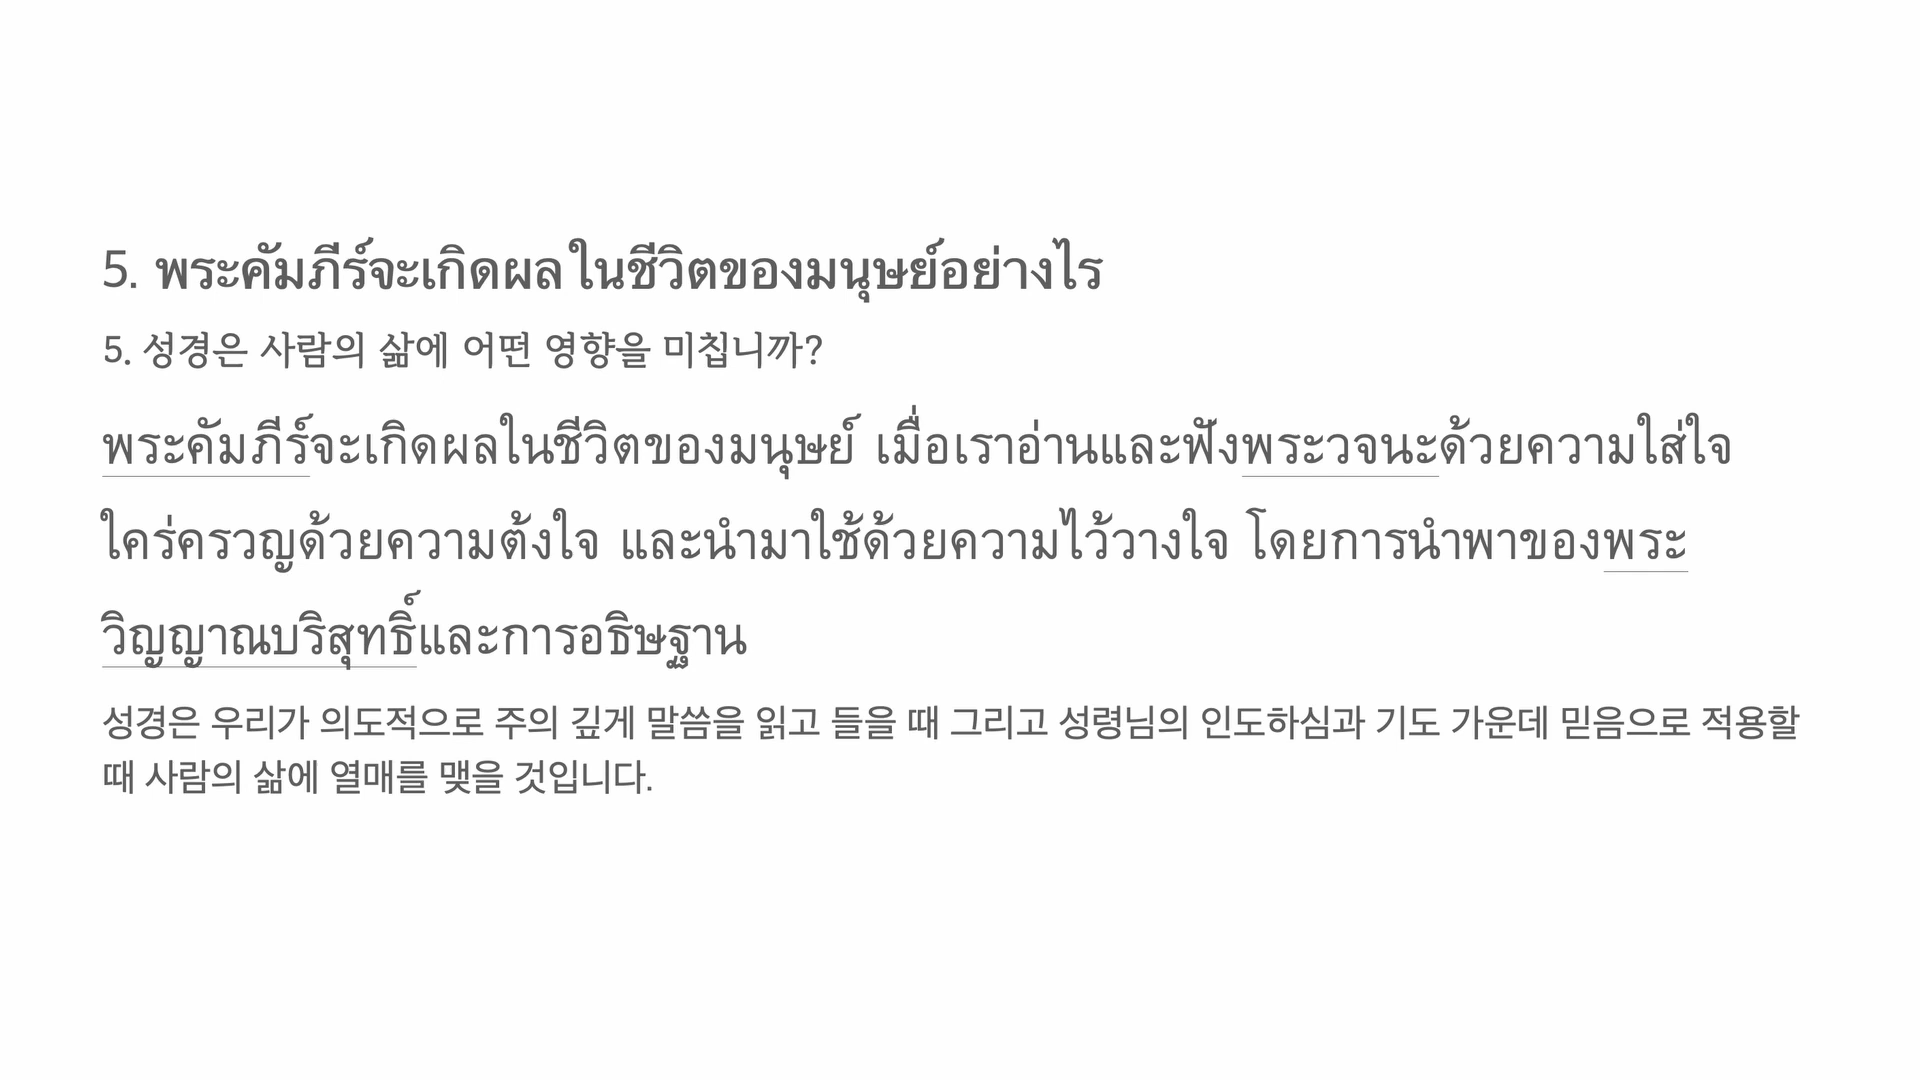 5. พระคัมภีร์จะเกิดผลในชีวิตของมนุษย์อย่างไร
5. 성경은 사람의 삶에 어떤 영향을 미칩니까?
พระคัมภีร์จะเกิดผลในชีวิตของมนุษย์ เมื่อเราอ่านและฟังพระวจนะด้วยความใส่ใจ
ใคร่ครวญด้วยความตั้งใจ และนำมาใช้ด้วยความไว้วางใจ โดยการนำพาของพระ
วิญญาณบริสุทธิ์และการอธิษฐาน
성경은 우리가 의도적으로 주의 깊게 말씀을 읽고 들을 때 그리고 성령님의 인도하심과 기도 가운데 믿음으로 적용할
때 사람의 삶에 열매를 맺을 것입니다.